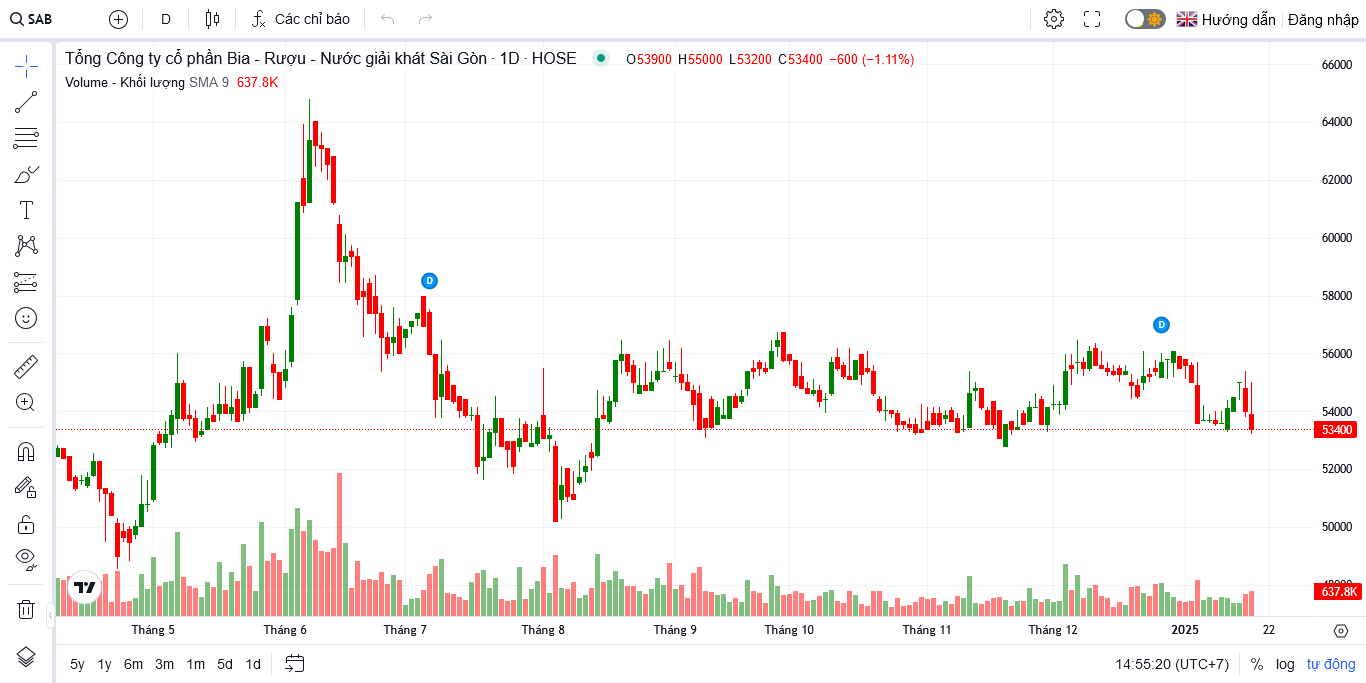 SAB D Các chỉ báo Hướng dẫn Đăng nhập
Tổng Công ty cổ phần Bia - Rượu - Nước giải khát Sài Gòn · 1D · HOSE O53900 H55000 L53200 C53400 −600 (−1.11%)
Volume - Khối lượng SMA 9 637.8K
66000
64000
62000
60000
D
58000
D
56000
54000
53400
52000
50000
48000
637.8K
Tháng 5 Tháng 6 Tháng 7 Tháng 8 Tháng 9 Tháng 10 Tháng 11 Tháng 12 2025 22
5y 1y 6m 3m 1m 5d 1d 14:55:20 (UTC+7) % log tự động